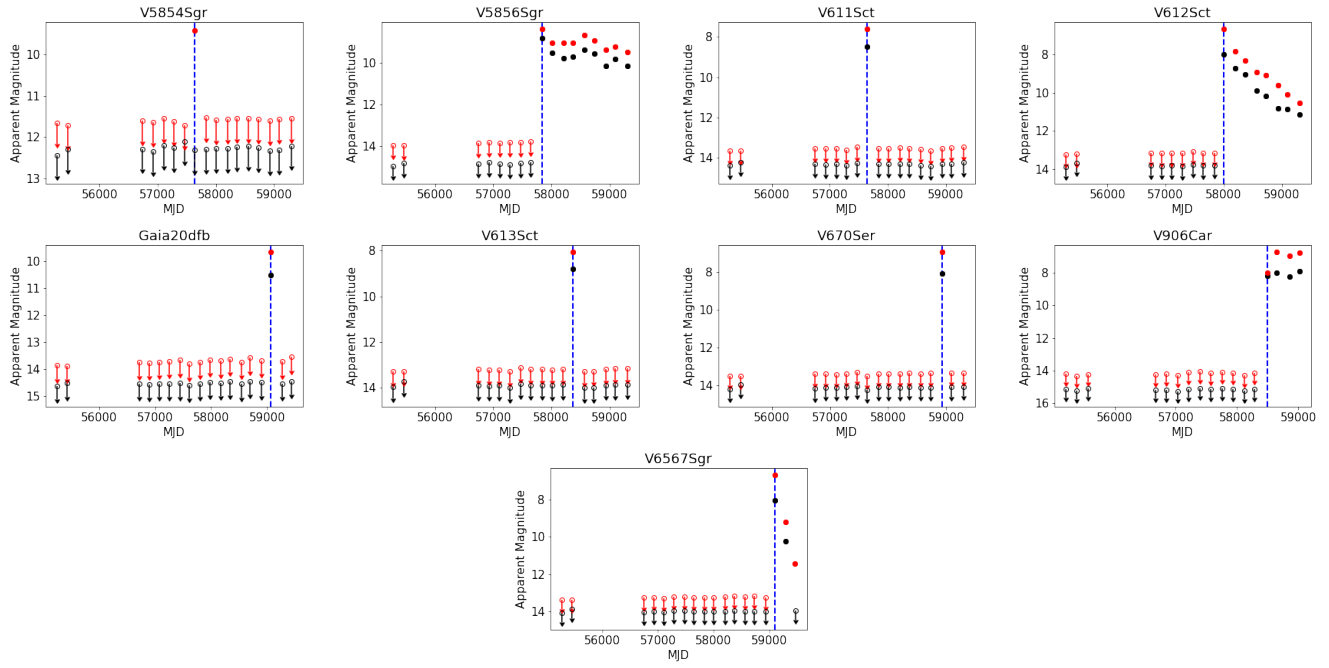 V5854Sgr
Apparent Magnitude
10
11
12
13
56000 57000 58000 59000
MJD
V5856Sgr
Apparent Magnitude
10
12
14
56000 57000 58000 59000
MJD
V611Sct
Apparent Magnitude
8
10
12
14
56000 57000 58000 59000
MJD
V612Sct
Apparent Magnitude
8
10
12
14
56000 57000 58000 59000
MJD
Gaia20dfb
Apparent Magnitude
10
11
12
13
14
15
56000 57000 58000 59000
MJD
V613Sct
Apparent Magnitude
8
10
12
14
56000 57000 58000 59000
MJD
V670Ser
Apparent Magnitude
8
10
12
14
56000 57000 58000 59000
MJD
V906Car
Apparent Magnitude
8
10
12
14
16
56000 57000 58000 59000
MJD
V6567Sgr
Apparent Magnitude
8
10
12
14
56000 57000 58000 59000
MJD